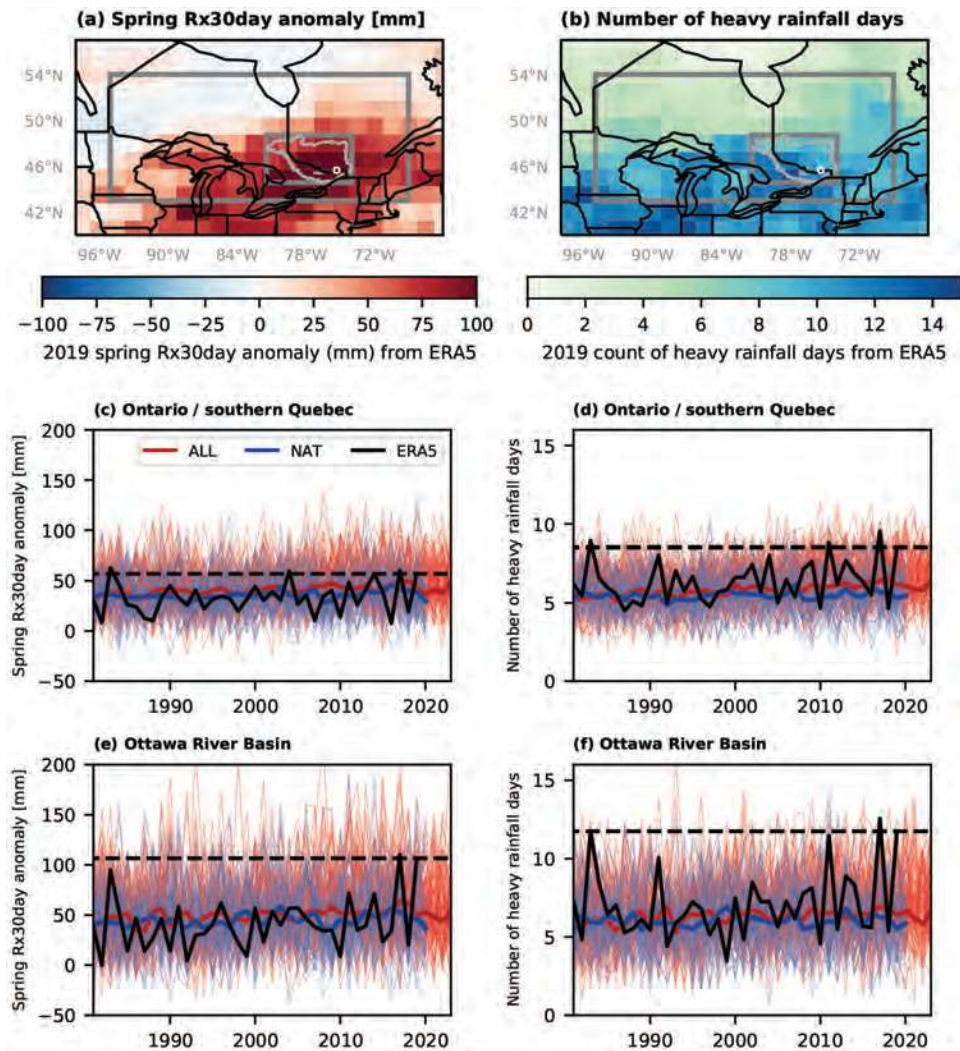 (a) Spring Rx30day anomaly [mm]
(b) Number of heavy rainfall days
54°N
50°N
46°N
42°N
96°W 90°W 84°W 78°W 72°W
54°N
50°N
46°N
42°N
96°W 90°W 84°W 78°W 72°W
−100 −75 −50 −25 0 25 50 75 100
2019 spring Rx30day anomaly (mm) from ERA5
0 2 4 6 8 10 12 14
2019 count of heavy rainfall days from ERA5
(c) Ontario / southern Quebec
Spring Rx30day anomaly [mm]
200
150
100
50
0
−50
ALL NAT ERA5
1990 2000 2010 2020
(d) Ontario / southern Quebec
Number of heavy rainfall days
15
10
5
0
1990 2000 2010 2020
(e) Ottawa River Basin
Spring Rx30day anomaly [mm]
200
150
100
50
0
−50
1990 2000 2010 2020
(f) Ottawa River Basin
Number of heavy rainfall days
15
10
5
0
1990 2000 2010 2020